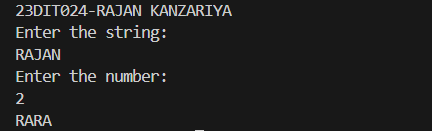 23DIT024-RAJAN KANZARIYA
Enter the string:
RAJAN
Enter the number:
2
RARA